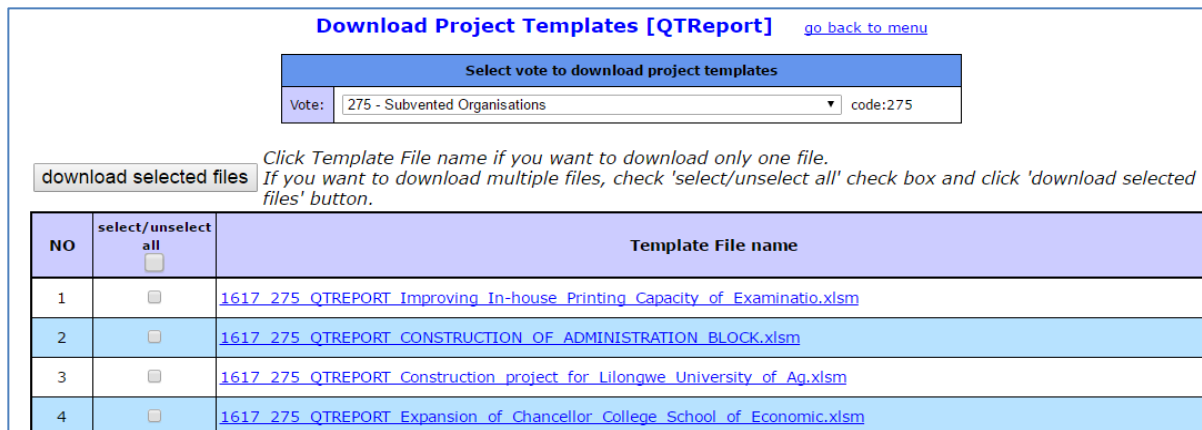 Download Project Templates [QTReport] go back to menu
Select vote to download project templates
Vote: 275 - Subvented Organisations code:275
Click Template File name if you want to download only one file.
download selected files If you want to download multiple files, check 'select/unselect all' check box and click 'download selected
files' button.
NO select/unselect all Template File name
1 1617_275_QTREPORT_Improving_In-house_Printing_Capacity_of_Examinatio.xlsm
2 1617_275_QTREPORT_CONSTRUCTION_OF_ADMINISTRATION_BLOCK.xlsm
3 1617_275_QTREPORT_Construction_project_for_Lilongwe_University_of_Ag.xlsm
4 1617_275_QTREPORT_Expansion_of_Chancellor_College_School_of_Economic.xlsm